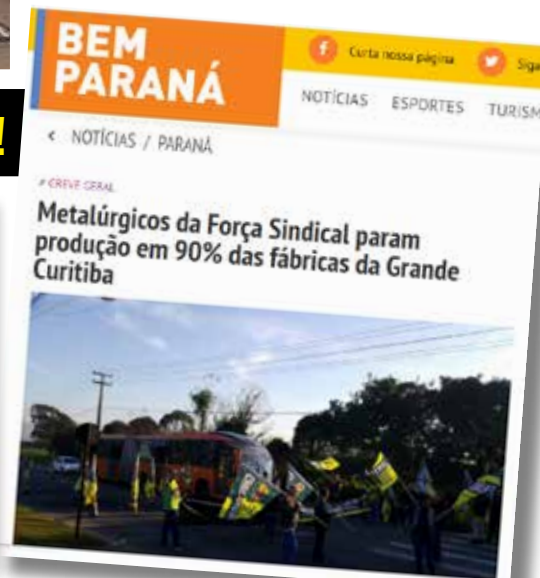 BEM
PARANÁ
Curta nossa página
Siga
NOTÍCIAS ESPORTES TURISM
< NOTÍCIAS / PARANÁ
# GREVE GERAL
Metalúrgicos da Força Sindical param
produção em 90% das fábricas da Grande
Curitiba
!